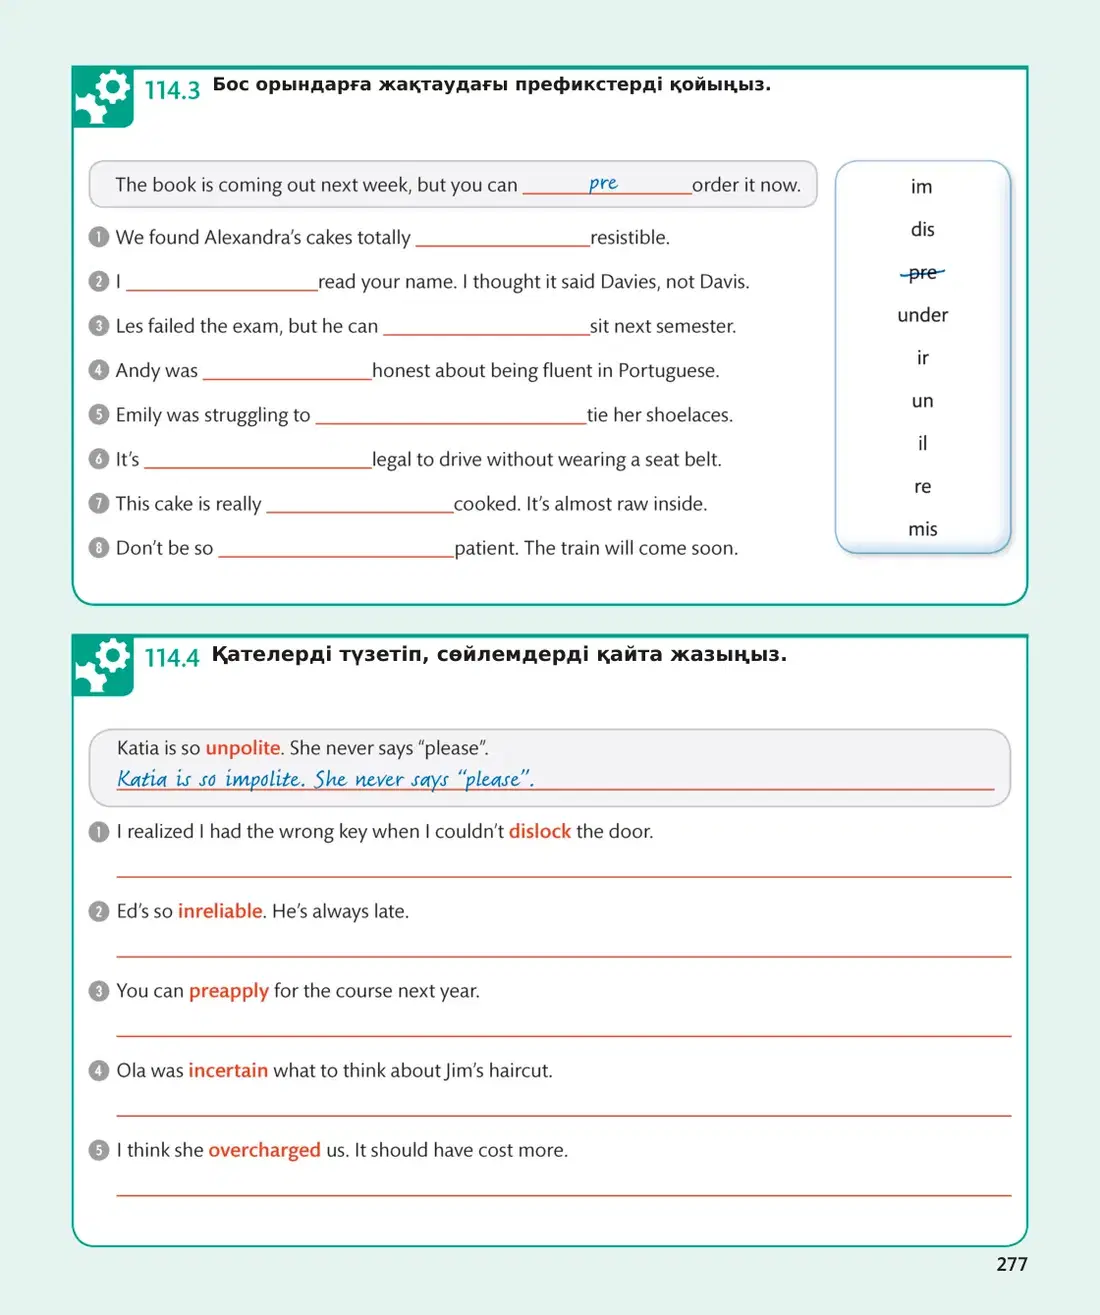 114.3 Бос орындарға жақтаудағы префикстерді қойыңыз.
The book is coming out next week, but you can pre order it now.
1 We found Alexandra's cakes totally ____ resistible.
2 I ____ read your name. I thought it said Davies, not Davis.
3 Les failed the exam, but he can ____ sit next semester.
4 Andy was ____ honest about being fluent in Portuguese.
5 Emily was struggling to ____ tie her shoelaces.
6 It's ____ legal to drive without wearing a seat belt.
7 This cake is really ____ cooked. It's almost raw inside.
8 Don't be so ____ patient. The train will come soon.
im
dis
pre
under
ir
un
il
re
mis
114.4 Қателерді түзетіп, сөйлемдерді қайта жазыңыз.
Katia is so unpolite. She never says “please”.
Katia is so impolite. She never says “please”.
1 I realized I had the wrong key when I couldn't dislock the door.
2 Ed's so inreliable. He's always late.
3 You can preapply for the course next year.
4 Ola was incertain what to think about Jim's haircut.
5 I think she overcharged us. It should have cost more.
277